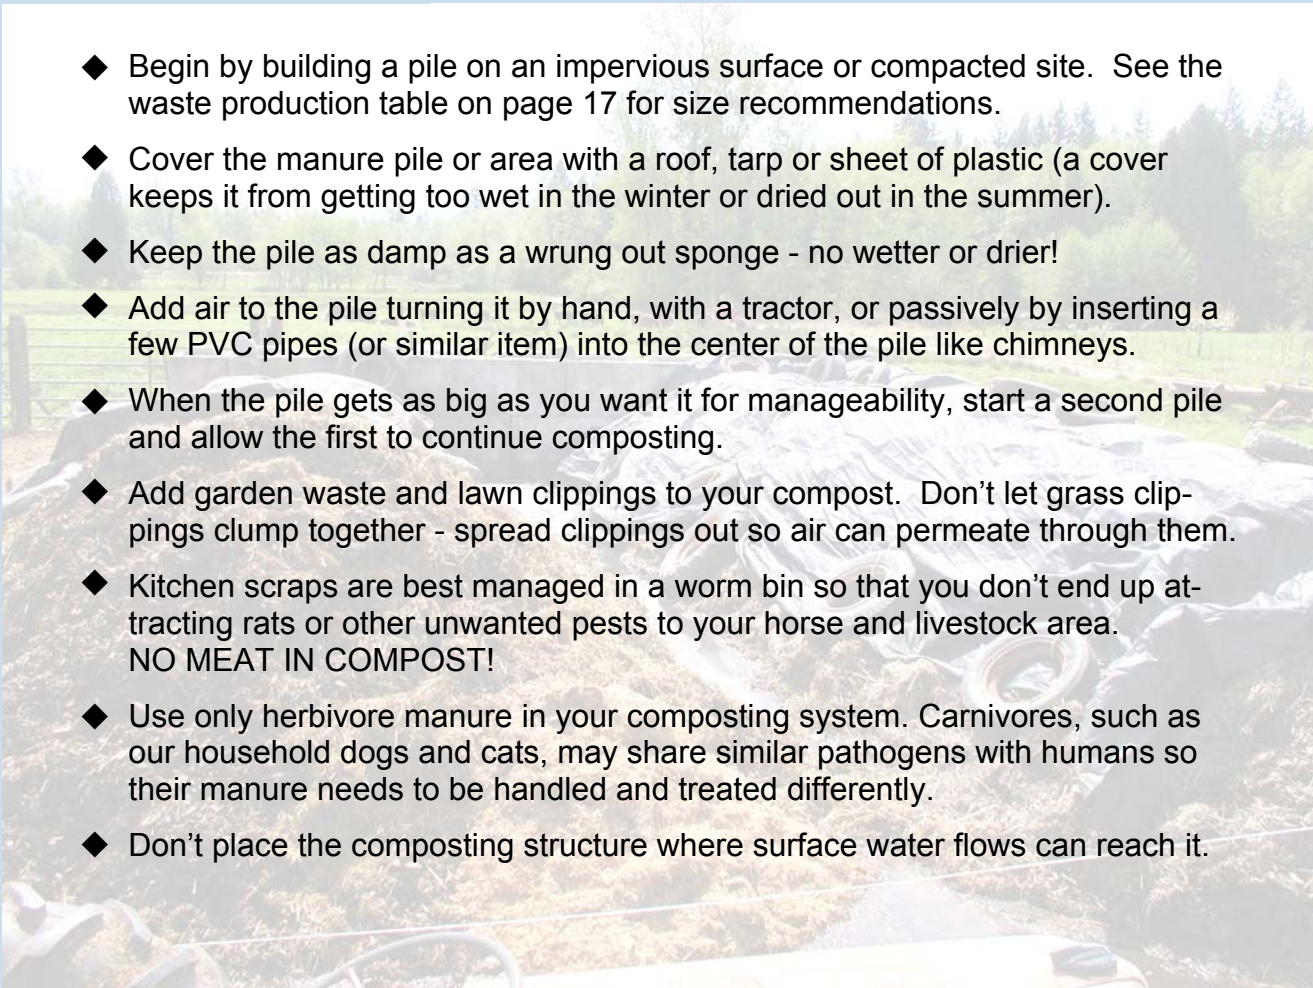 ◆ Begin by building a pile on an impervious surface or compacted site.  See the
waste production table on page 17 for size recommendations.
◆ Cover the manure pile or area with a roof, tarp or sheet of plastic (a cover
keeps it from getting too wet in the winter or dried out in the summer).
◆ Keep the pile as damp as a wrung out sponge - no wetter or drier!
◆ Add air to the pile turning it by hand, with a tractor, or passively by inserting a
few PVC pipes (or similar item) into the center of the pile like chimneys.
◆ When the pile gets as big as you want it for manageability, start a second pile
and allow the first to continue composting.
◆ Add garden waste and lawn clippings to your compost.  Don’t let grass clip-
pings clump together - spread clippings out so air can permeate through them.
◆ Kitchen scraps are best managed in a worm bin so that you don’t end up at-
tracting rats or other unwanted pests to your horse and livestock area.
NO MEAT IN COMPOST!
◆ Use only herbivore manure in your composting system. Carnivores, such as
our household dogs and cats, may share similar pathogens with humans so
their manure needs to be handled and treated differently.
◆ Don’t place the composting structure where surface water flows can reach it.